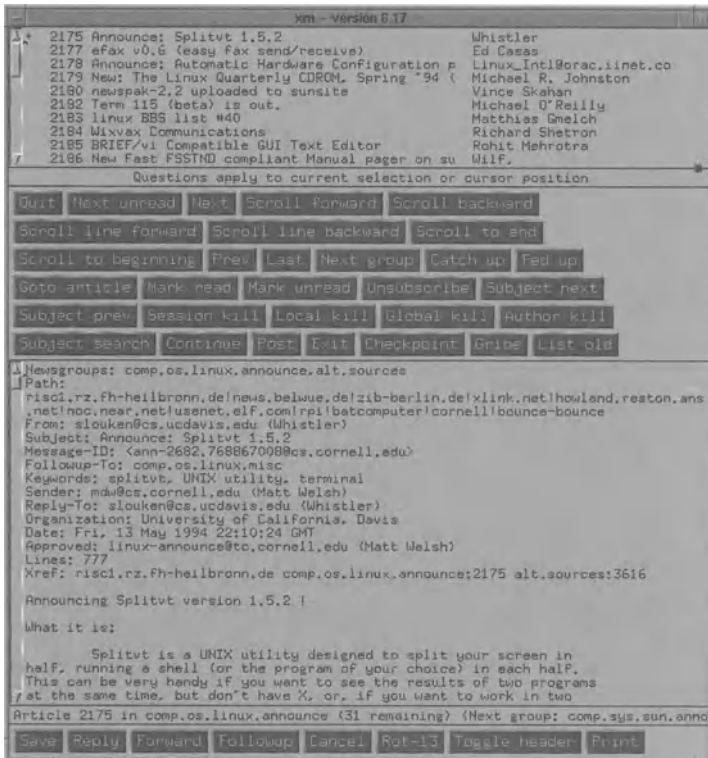 xrn - version 6.17
+ 2175 Announce: Splitvt 1.5.2 Whistler
2177 efax v0.6 (easy fax send/receive) Ed Casas
2178 Announce: Automatic Hardware Configuration p Linux_Intl@orac.iinet.co
2179 New: The Linux Quarterly CDROM, Spring '94 ( Michael R. Johnston
2180 newspak-2.2 uploaded to sunsite Vince Skahan
2182 Term 115 (beta) is out. Michael O'Reilly
2183 linux BBS list #40 Matthias Gmelch
2184 Wixvax Communications Richard Shetron
2185 BRIEF/vi Compatible GUI Text Editor Rohit Mehrotra
2186 New Fast FSSTND compliant Manual pager on su Wilf.
Questions apply to current selection or cursor position
Quit Next unread Next Scroll forward Scroll backward
Scroll line forward Scroll line backward Scroll to end
Scroll to beginning Prev Last Next group Catch up Fed up
Goto article Mark read Mark unread Unsubscribe Subject next
Subject prev Session kill Local kill Global kill Author kill
Subject search Continue Post Exit Checkpoint Gripe List old
Newsgroups: comp.os.linux.announce,alt.sources
Path:
risc1.rz.fh-heilbronn.de!news.belwue.de!zib-berlin.de!xlink.net!howland.reston.ans
.net!noc.near.net!usenet.elf.com!rpi!batcomputer!cornell!bounce-bounce
From: slouken@cs.ucdavis.edu (Whistler)
Subject: Announce: Splitvt 1.5.2
Message-ID: <ann-2682.768867008@cs.cornell.edu>
Followup-To: comp.os.linux.misc
Keywords: splitvt, UNIX utility, terminal
Sender: mdw@cs.cornell.edu (Matt Welsh)
Reply-To: slouken@cs.ucdavis.edu (Whistler)
Organization: University of California, Davis
Date: Fri, 13 May 1994 22:10:24 GMT
Approved: linux-announce@tc.cornell.edu (Matt Welsh)
Lines: 777
Xref: risc1.rz.fh-heilbronn.de comp.os.linux.announce:2175 alt.sources:3616
Announcing Splitvt version 1.5.2 !
What it is:
Splitvt is a UNIX utility designed to split your screen in
half, running a shell (or the program of your choice) in each half.
This can be very handy if you want to see the results of two programs
at the same time, but don't have X, or, if you want to work in two
Article 2175 in comp.os.linux.announce (31 remaining) (Next group: comp.sys.sun.anno
Save Reply Forward Followup Cancel Rot-13 Toggle header Print